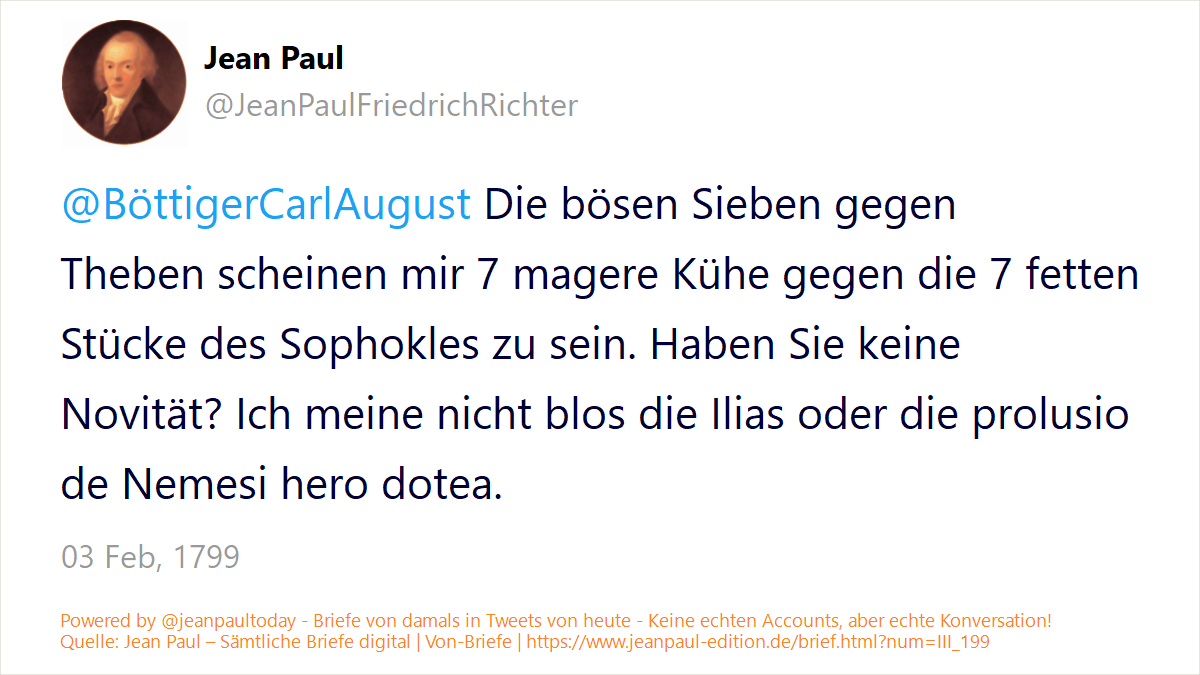 Jean Paul
@JeanPaulFriedrichRichter
@BöttigerCarlAugust Die bösen Sieben gegen
Theben scheinen mir 7 magere Kühe gegen die 7 fetten
Stücke des Sophokles zu sein. Haben Sie keine
Novität? Ich meine nicht blos die Ilias oder die prolusio
de Nemesi hero dotea.
03 Feb, 1799
Powered by @jeanpaultoday - Briefe von damals in Tweets von heute - Keine echten Accounts, aber echte Konversation!
Quelle: Jean Paul – Sämtliche Briefe digital | Von-Briefe | https://www.jeanpaul-edition.de/brief.html?num=III_199